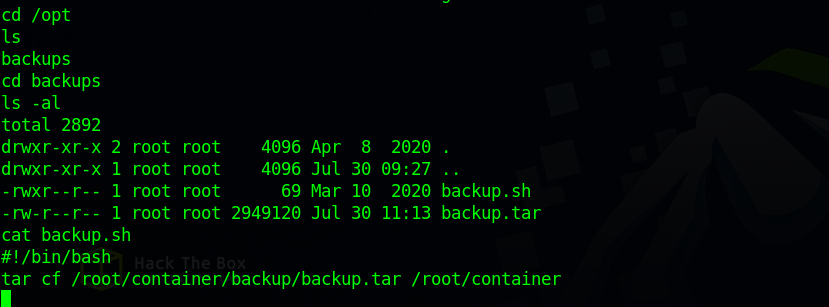 cd /opt
ls
backups
cd backups
ls -al
total 2892
drwxr-xr-x 2 root root    4096 Apr  8  2020 .
drwxr-xr-x 1 root root    4096 Jul 30 09:27 ..
-rwxr--r-- 1 root root      69 Mar 10  2020 backup.sh
-rw-r--r-- 1 root root 2949120 Jul 30 11:13 backup.tar
cat backup.sh
#!/bin/bash
Hack The Box
tar cf /root/container/backup/backup.tar /root/container